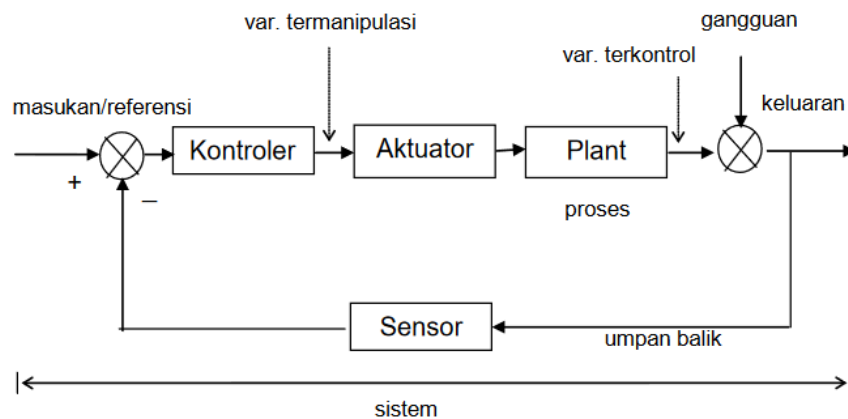 gangguan
var. termanipulasi
var. terkontrol
masukan/referensi
keluaran
Kontroler
Aktuator
Plant
+
−
proses
Sensor
umpan balik
sistem